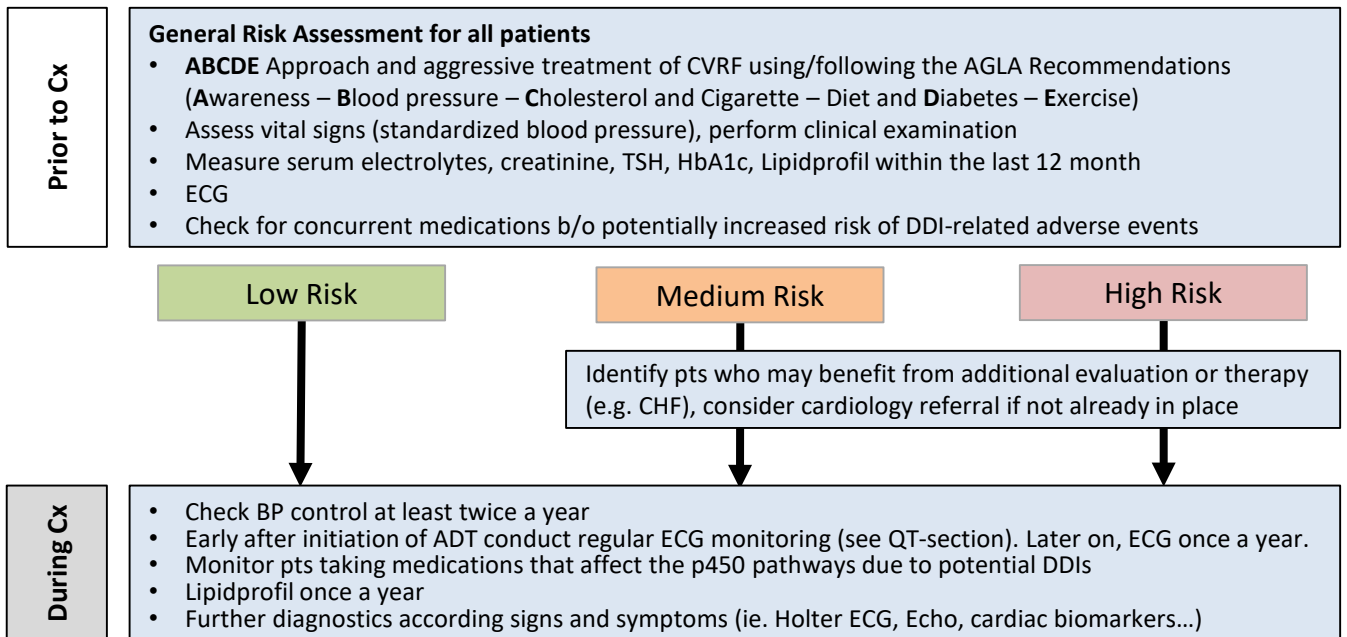 Prior to Cx
General Risk Assessment for all patients
• ABCDE Approach and aggressive treatment of CVRF using/following the AGLA Recommendations
(Awareness – Blood pressure – Cholesterol and Cigarette – Diet and Diabetes – Exercise)
• Assess vital signs (standardized blood pressure), perform clinical examination
• Measure serum electrolytes, creatinine, TSH, HbA1c, Lipidprofil within the last 12 month
• ECG
• Check for concurrent medications b/o potentially increased risk of DDI-related adverse events
Low Risk
Medium Risk
High Risk
Identify pts who may benefit from additional evaluation or therapy
(e.g. CHF), consider cardiology referral if not already in place
During Cx
• Check BP control at least twice a year
• Early after initiation of ADT conduct regular ECG monitoring (see QT-section). Later on, ECG once a year.
• Monitor pts taking medications that affect the p450 pathways due to potential DDIs
• Lipidprofil once a year
• Further diagnostics according signs and symptoms (ie. Holter ECG, Echo, cardiac biomarkers...)